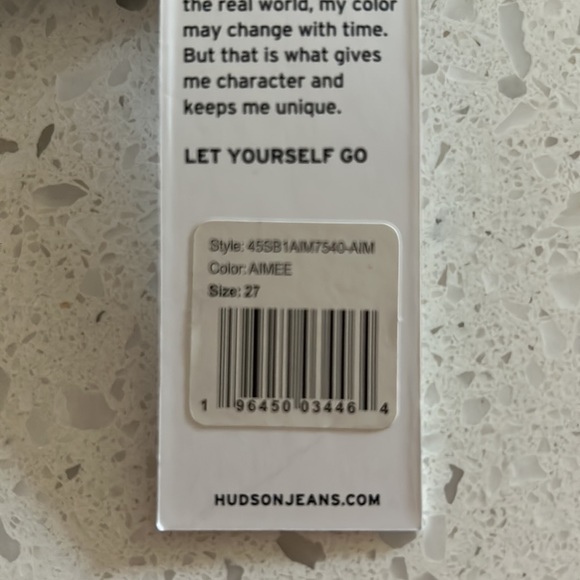 the real world, my color
may change with time.
But that is what gives
me character and
keeps me unique.
LET YOURSELF GO
Style: 45SB1AIM7540-AIM
Color: AIMEE
Size: 27
1 96450 03446 4
HUDSONJEANS.COM